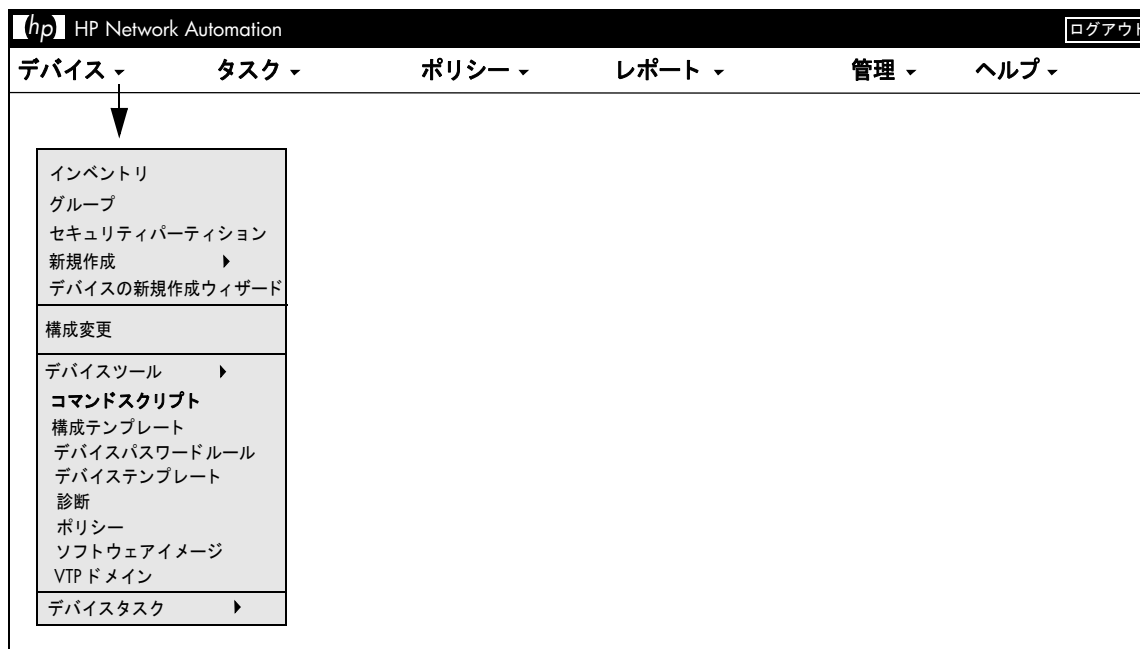 hp HP Network Automation ログアウト
デバイス タスク ポリシー レポート 管理 ヘルプ
インベントリ
グループ
セキュリティパーティション
新規作成
デバイスの新規作成ウィザード
構成変更
デバイスツール
コマンドスクリプト
構成テンプレート
デバイスパスワードルール
デバイステンプレート
診断
ポリシー
ソフトウェアイメージ
VTPドメイン
デバイスタスク